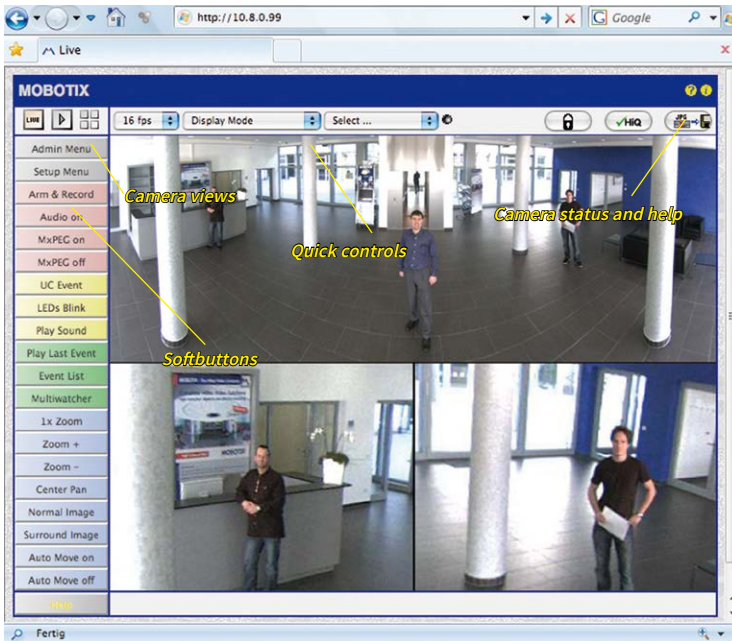 http://10.8.0.99
Google
Live
MOBOTIX
LIVE
16 fps
Display Mode
Select ...
HiQ
JPG
Admin Menu
Setup Menu
Arm & Record
Audio on
MxPEG on
MxPEG off
UC Event
LEDs Blink
Play Sound
Play Last Event
Event List
Multiwatcher
1x Zoom
Zoom +
Zoom -
Center Pan
Normal Image
Surround Image
Auto Move on
Auto Move off
Help
Camera views
Quick controls
Camera status and help
Softbuttons
MOBOTIX
Fertig